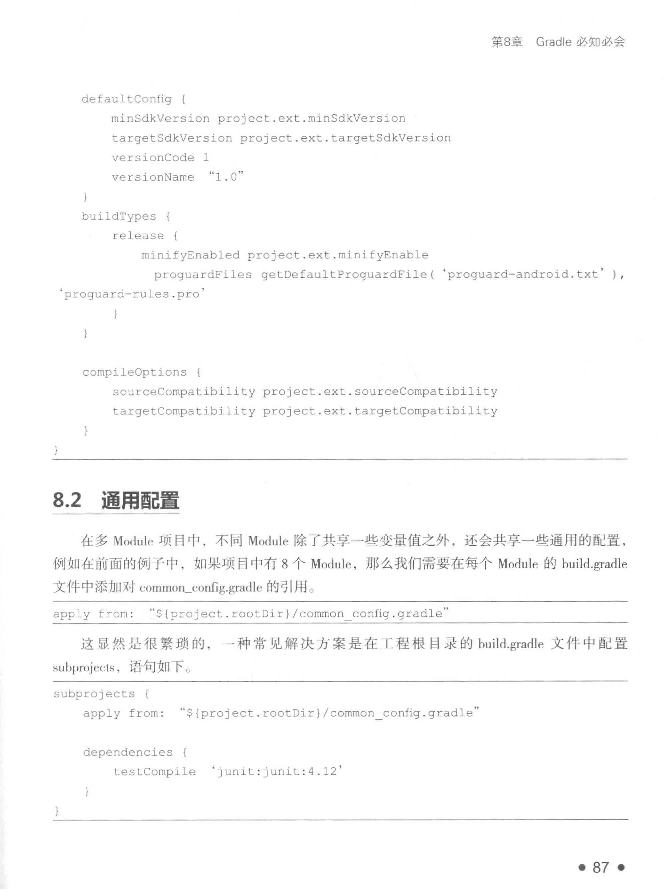 第8章 Gradle 必知必会
defaultConfig {
minSdkVersion project.ext.minSdkVersion
targetSdkVersion project.ext.targetSdkVersion
versionCode 1
versionName “1.0”
}
buildTypes {
release {
minifyEnabled project.ext.minifyEnable
proguardFiles getDefaultProguardFile( ‘proguard-android.txt’ ),
‘proguard-rules.pro’
}
}
compileOptions {
sourceCompatibility project.ext.sourceCompatibility
targetCompatibility project.ext.targetCompatibility
}
}
8.2 通用配置
在多 Module 项目中，不同 Module 除了共享一些变量值之外，还会共享一些通用的配置，
例如在前面的例子中，如果项目中有 8 个 Module，那么我们需要在每个 Module 的 build.gradle
文件中添加对 common_config.gradle 的引用。
apply from: “${project.rootDir}/common_config.gradle”
这显然是很繁琐的，一种常见解决方案是在工程根目录的 build.gradle 文件中配置
subprojects，语句如下。
subprojects {
apply from: “${project.rootDir}/common_config.gradle”
dependencies {
testCompile ‘junit:junit:4.12’
}
}
• 87 •